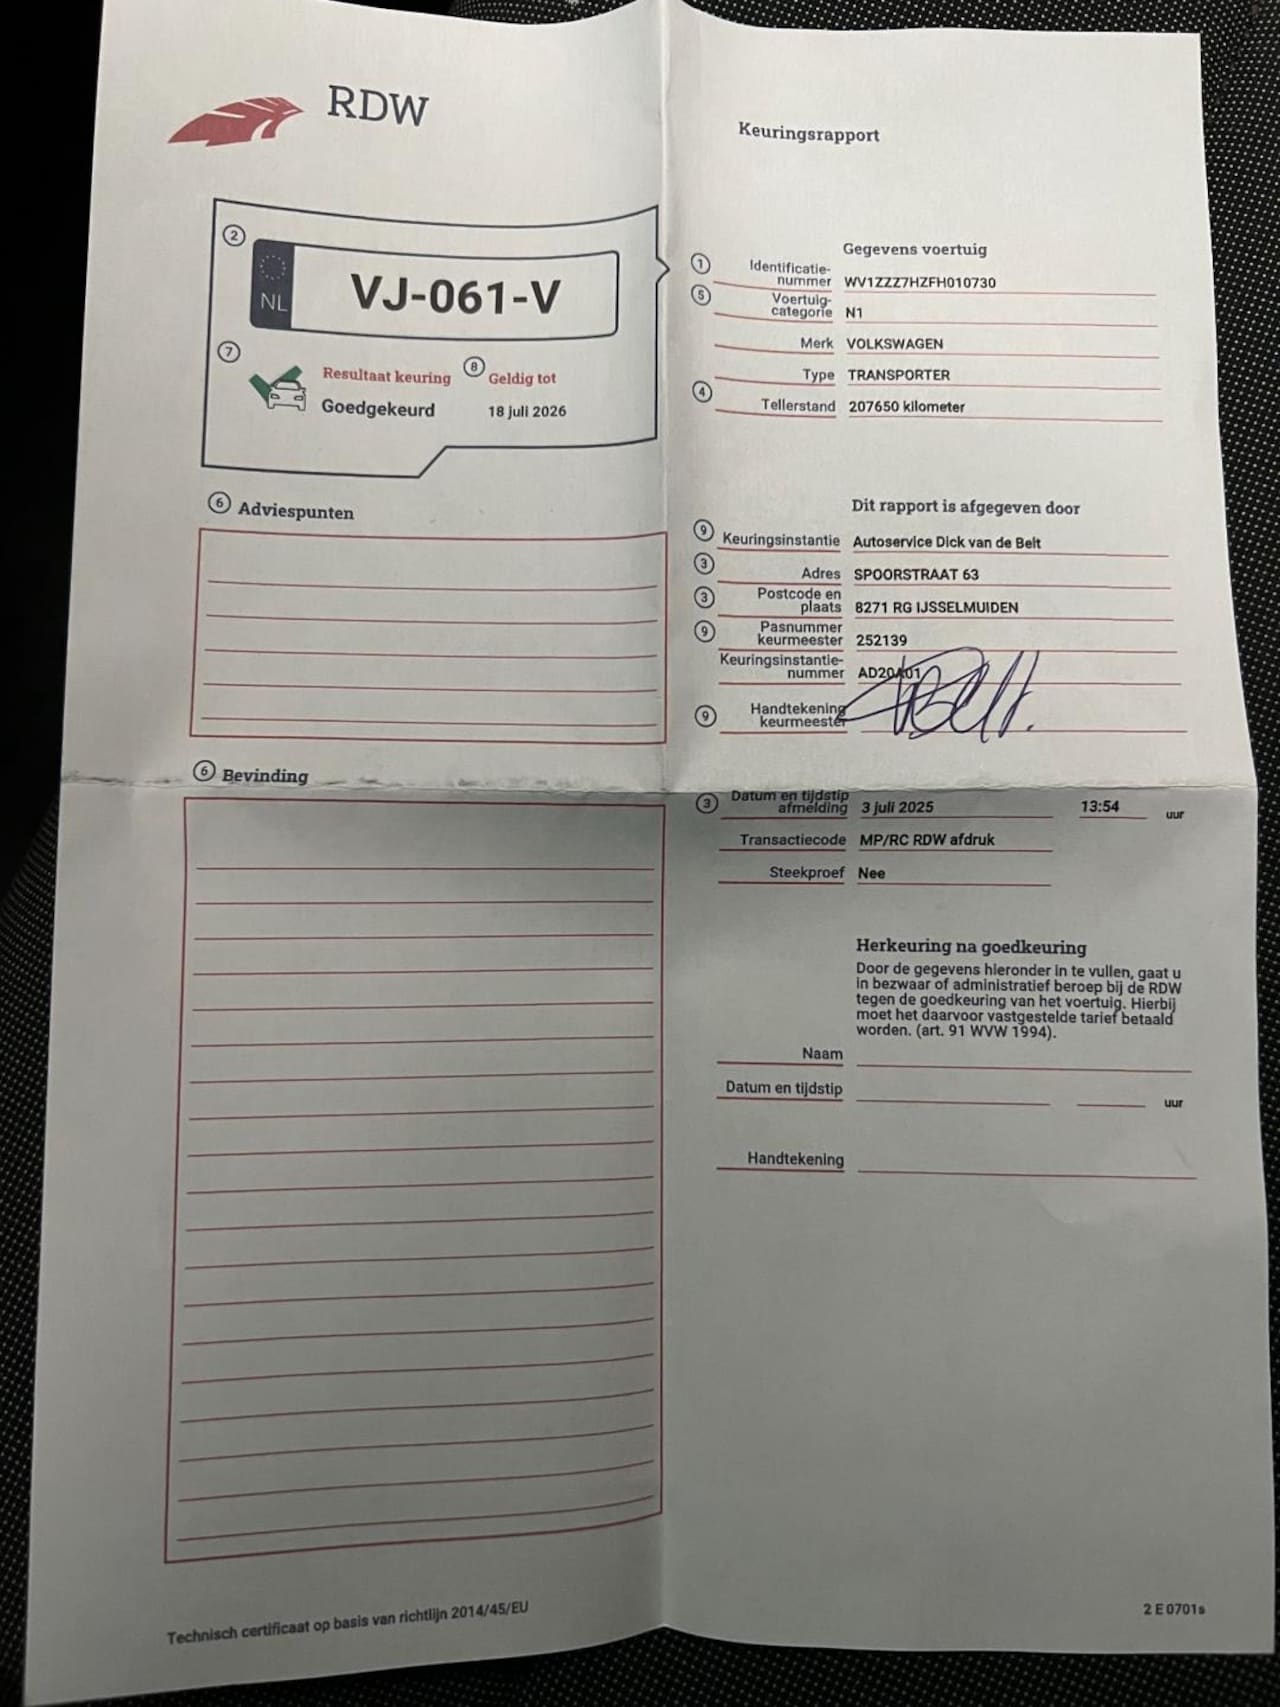 RDW
Keuringsrapport
2
NL
VJ-061-V
7
Resultaat keuring
Goedgekeurd
8
Geldig tot
18 juli 2026
Gegevens voertuig
1
Identificatie-
nummer WV1ZZZ7HZFH010730
5
Voertuig-
categorie N1
Merk VOLKSWAGEN
Type TRANSPORTER
4
Tellerstand 207650 kilometer
6 Adviespunten
Dit rapport is afgegeven door
9 Keuringsinstantie Autoservice Dick van de Belt
3 Adres SPOORSTRAAT 63
3 Postcode en
plaats 8271 RG IJSSELMUIDEN
9 Pasnummer
keurmeester 252139
Keuringsinstantie-
nummer AD20A01
9 Handtekening
keurmeester
6 Bevinding
3 Datum en tijdstip
afmelding 3 juli 2025 13:54 uur
Transactiecode MP/RC RDW afdruk
Steekproef Nee
Herkeuring na goedkeuring
Door de gegevens hieronder in te vullen, gaat u
in bezwaar of administratief beroep bij de RDW
tegen de goedkeuring van het voertuig. Hierbij
moet het daarvoor vastgestelde tarief betaald
worden. (art. 91 WVW 1994).
Naam
Datum en tijdstip uur
Handtekening
Technisch certificaat op basis van richtlijn 2014/45/EU
2 E 0701s